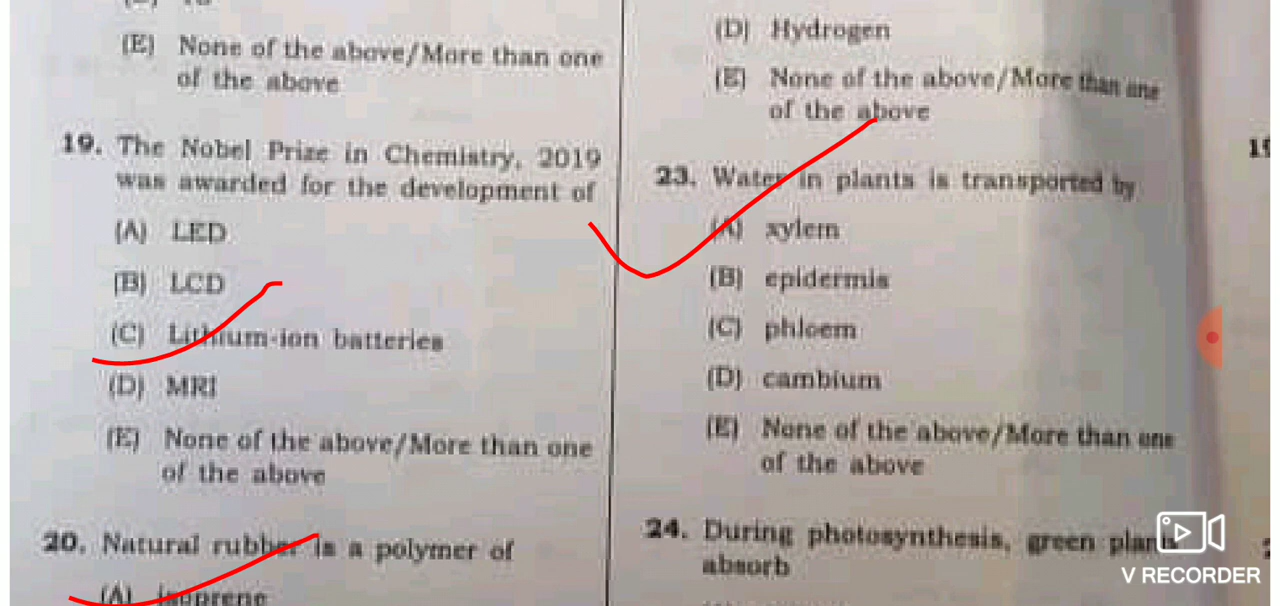 (E) None of the above/More than one
of the above
19. The Nobel Prize in Chemistry, 2019
was awarded for the development of
(A) LED
(B) LCD
(C) Lithium-ion batteries
(D) MRI
(E) None of the above/More than one
of the above
20. Natural rubber is a polymer of
(A) isoprene
(D) Hydrogen
(E) None of the above/More than one
of the above
23. Water in plants is transported by
(A) xylem
(B) epidermis
(C) phloem
(D) cambium
(E) None of the above/More than one
of the above
24. During photosynthesis, green plants
absorb
V RECORDER